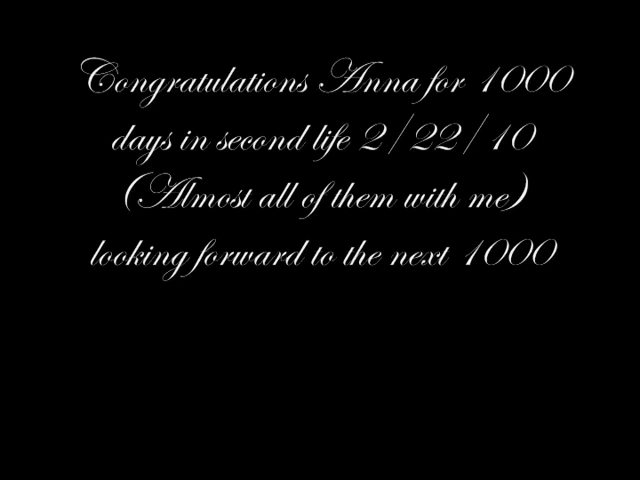 Congratulations Anna for 1000
days in second life 2/22/10
(Almost all of them with me)
looking forward to the next 1000